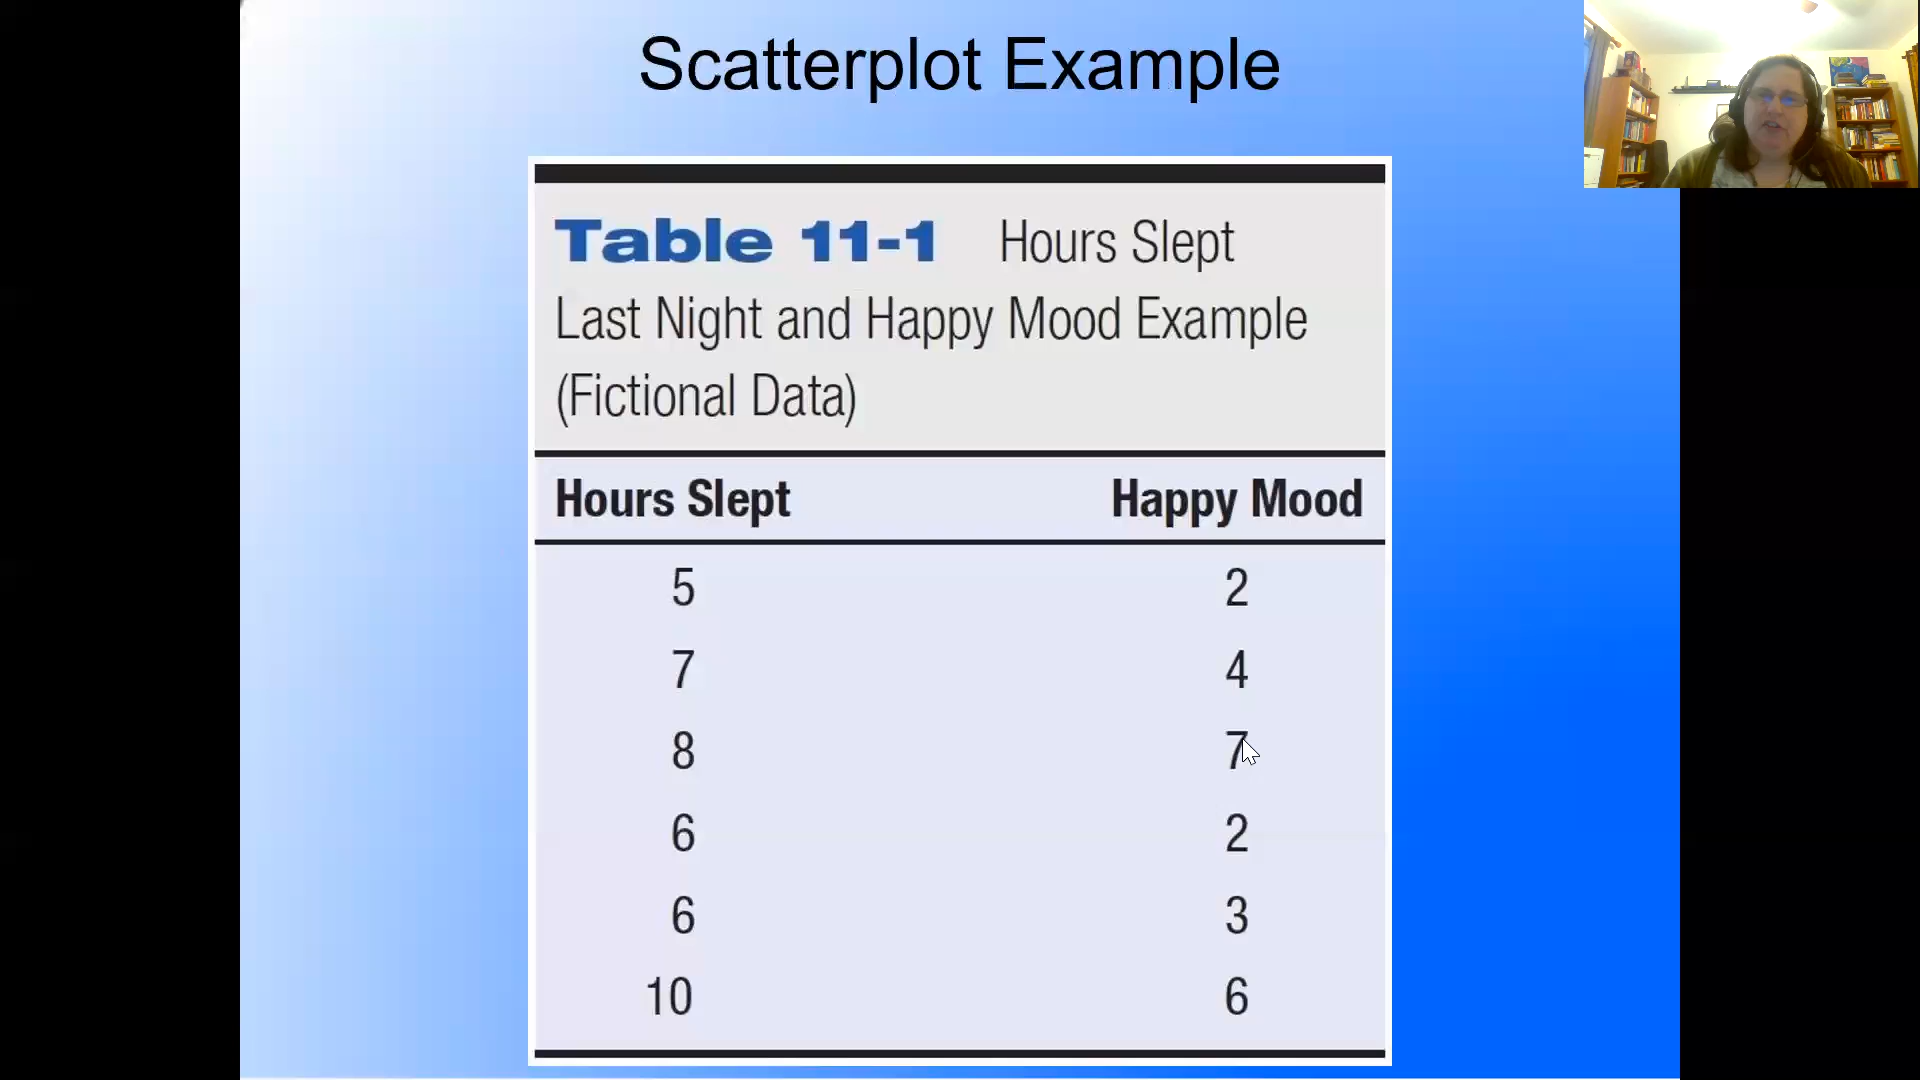 Scatterplot Example
Table 11-1 Hours Slept
Last Night and Happy Mood Example
(Fictional Data)
Hours Slept Happy Mood
5 2
7 4
8 7
6 2
6 3
10 6